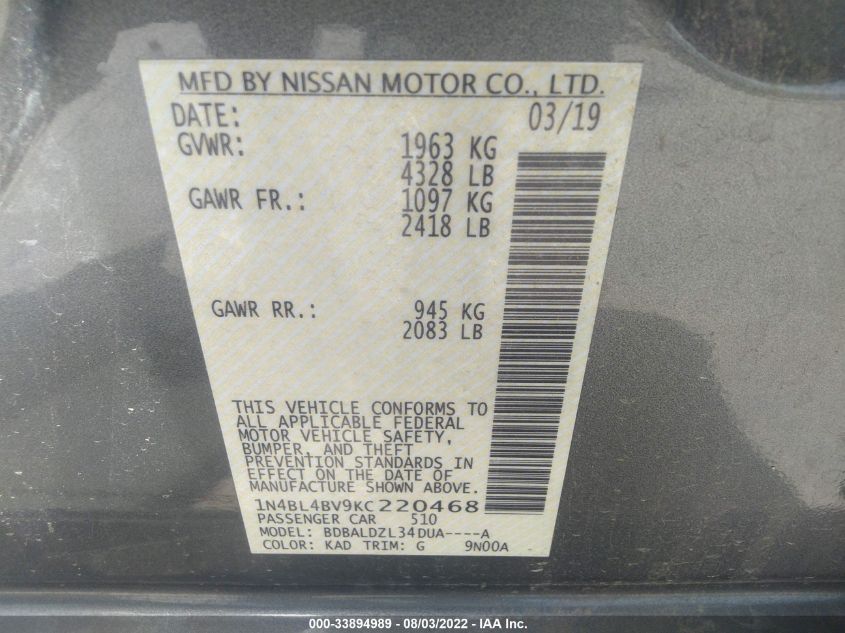 MFD BY NISSAN MOTOR CO., LTD.
DATE: 03/19
GVWR: 1963 KG
4328 LB
GAWR FR.: 1097 KG
2418 LB
GAWR RR.: 945 KG
2083 LB
THIS VEHICLE CONFORMS TO
ALL APPLICABLE FEDERAL
MOTOR VEHICLE SAFETY,
BUMPER, AND THEFT
PREVENTION STANDARDS IN
EFFECT ON THE DATE OF
MANUFACTURE SHOWN ABOVE.
1N4BL4BV9KC220468
PASSENGER CAR 510
MODEL: BDBALDZL34DUA----A
COLOR: KAD TRIM: G 9N00A
000-33894989 - 08/03/2022 - IAA Inc.